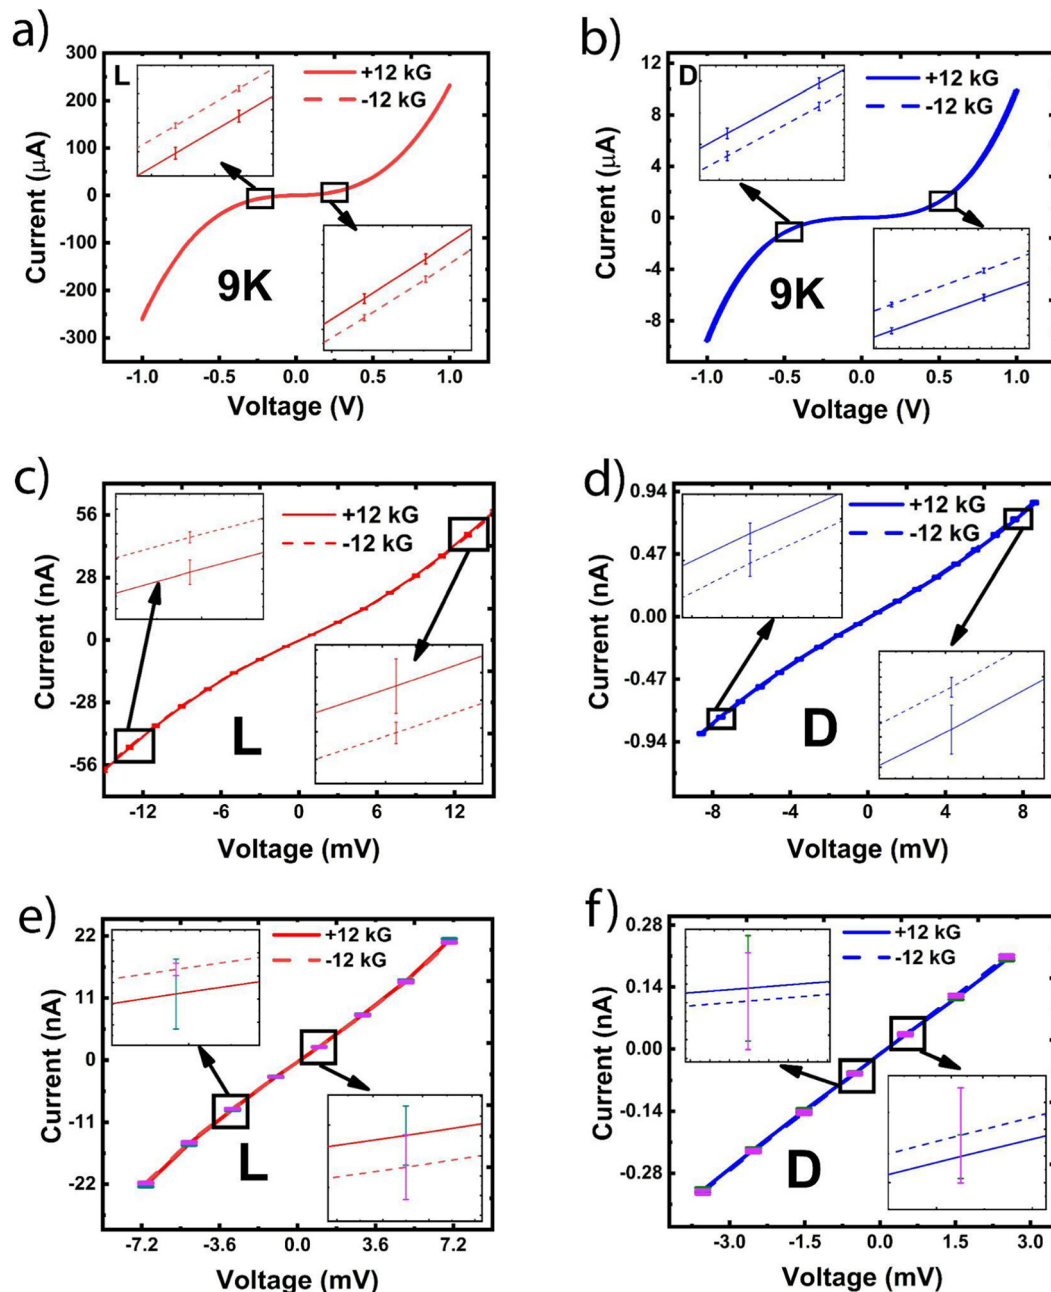 a)
L
+12 kG
-12 kG
300
200
100
0
-100
-200
-300
Current (μA)
9K
-1.0 -0.5 0.0 0.5 1.0
Voltage (V)
b)
D
+12 kG
-12 kG
12
8
4
0
-4
-8
Current (μA)
9K
-1.0 -0.5 0.0 0.5 1.0
Voltage (V)
c)
+12 kG
-12 kG
56
28
0
-28
-56
Current (nA)
L
-12 -6 0 6 12
Voltage (mV)
d)
+12 kG
-12 kG
0.94
0.47
0.00
-0.47
-0.94
Current (nA)
D
-8 -4 0 4 8
Voltage (mV)
e)
+12 kG
-12 kG
22
11
0
-11
-22
Current (nA)
L
-7.2 -3.6 0.0 3.6 7.2
Voltage (mV)
f)
+12 kG
-12 kG
0.28
0.14
0.00
-0.14
-0.28
Current (nA)
D
-3.0 -1.5 0.0 1.5 3.0
Voltage (mV)